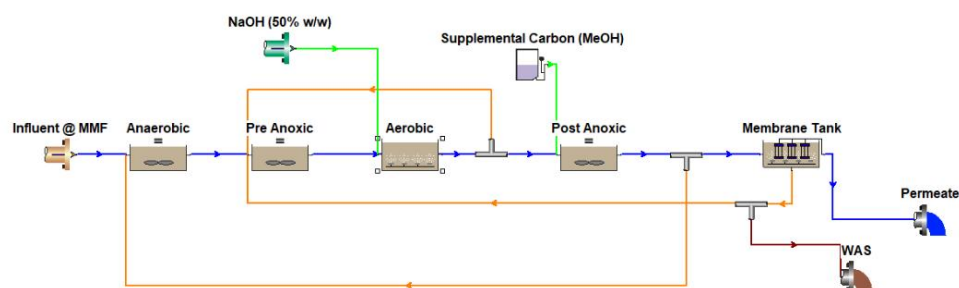 NaOH (50% w/w)
Supplemental Carbon (MeOH)
Influent @ MMF
Anaerobic
Pre Anoxic
Aerobic
Post Anoxic
Membrane Tank
Permeate
WAS